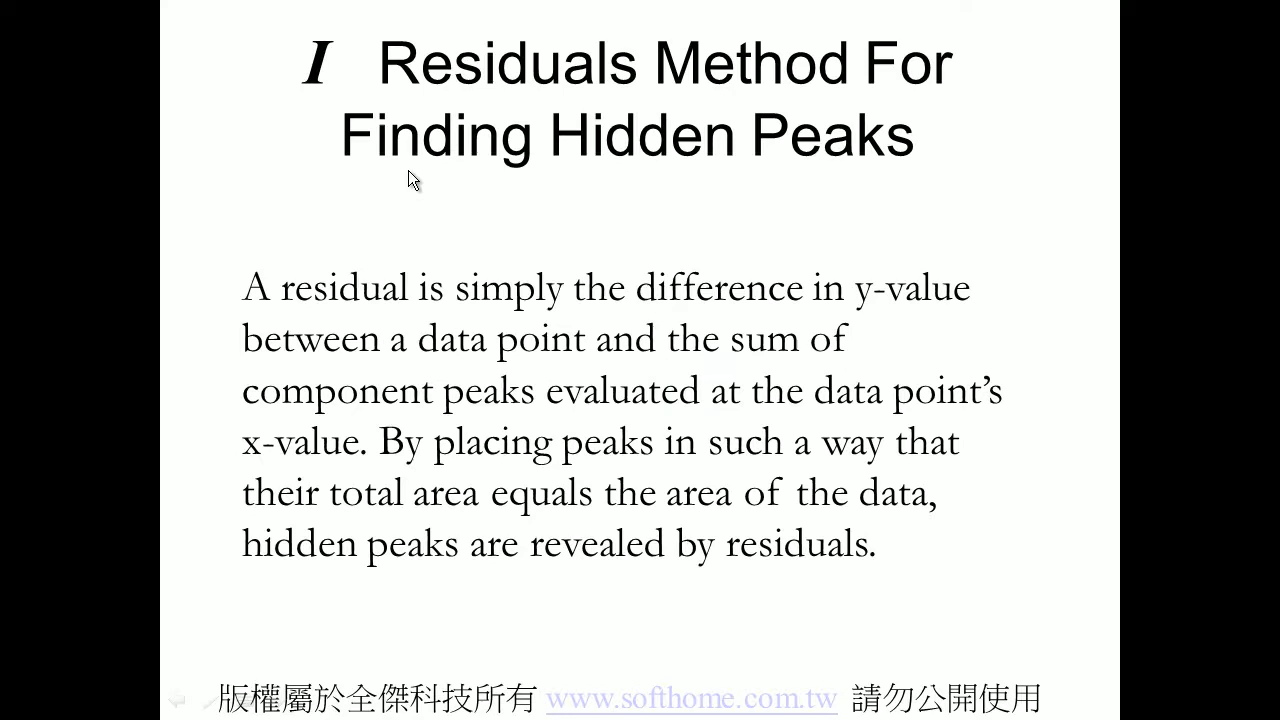 I Residuals Method For
Finding Hidden Peaks
A residual is simply the difference in y-value
between a data point and the sum of
component peaks evaluated at the data point’s
x-value. By placing peaks in such a way that
their total area equals the area of the data,
hidden peaks are revealed by residuals.
版權屬於全傑科技所有 www.softhome.com.tw 請勿公開使用